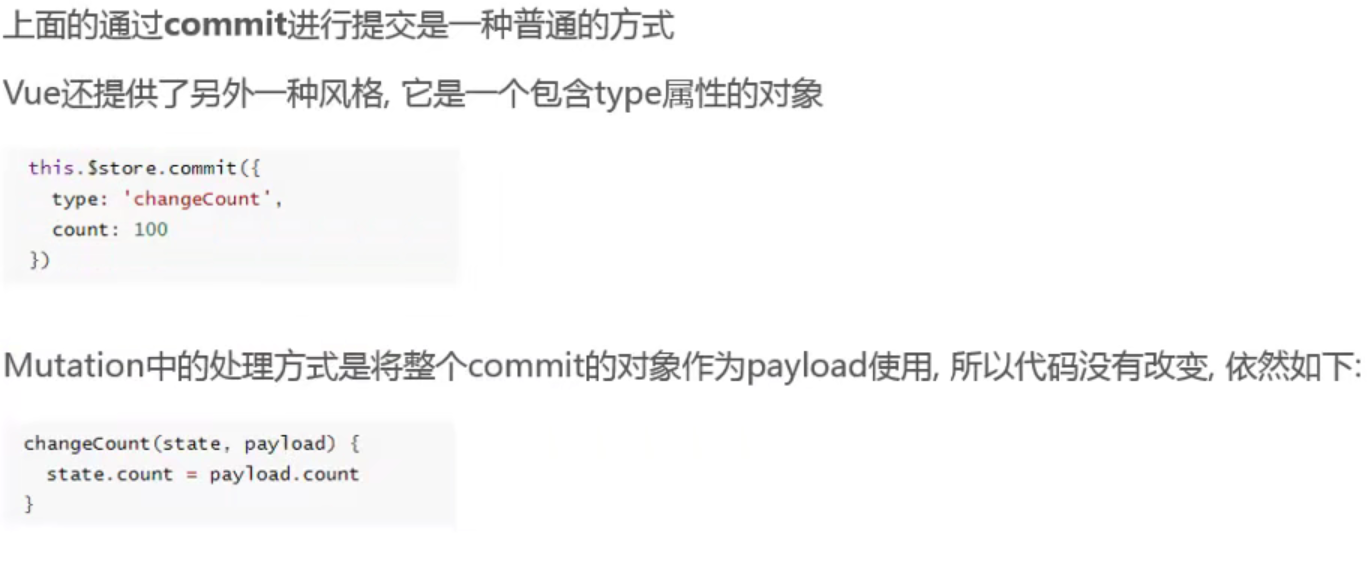 上面的通过commit进行提交是一种普通的方式
Vue还提供了另外一种风格, 它是一个包含type属性的对象
this.$store.commit({
  type: 'changeCount',
  count: 100
})
Mutation中的处理方式是将整个commit的对象作为payload使用, 所以代码没有改变, 依然如下:
changeCount(state, payload) {
  state.count = payload.count
}